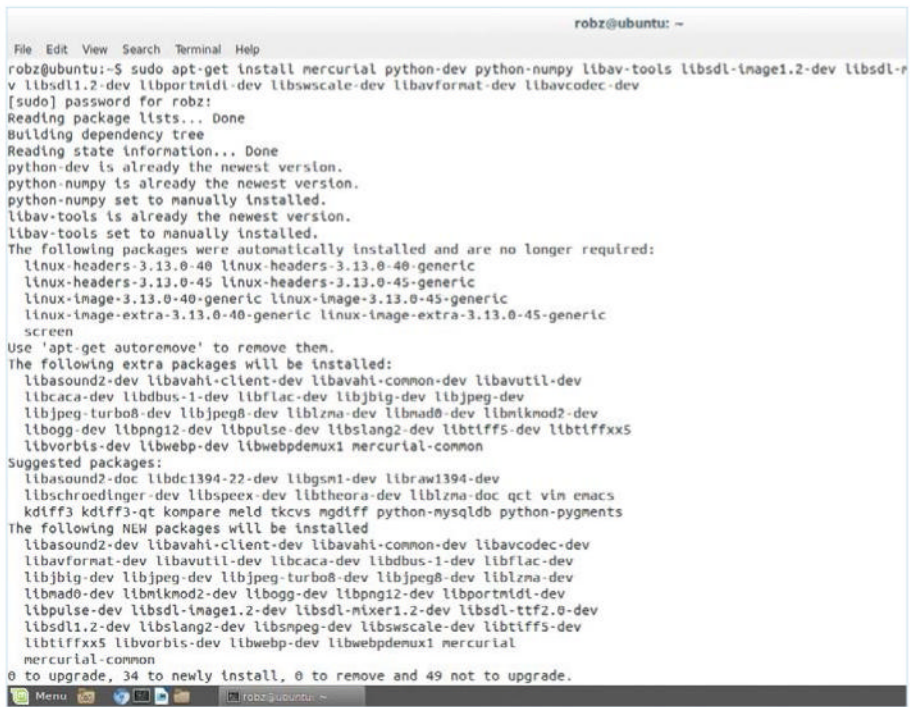 robz@ubuntu: ~
File Edit View Search Terminal Help
robz@ubuntu:~$ sudo apt-get install mercurial python-dev python-numpy libav-tools libsdl-image1.2-dev libsdl-
v libsdl1.2-dev libportmidi-dev libswscale-dev libavformat-dev libavcodec-dev
[sudo] password for robz:
Reading package lists... Done
Building dependency tree
Reading state information... Done
python-dev is already the newest version.
python-numpy is already the newest version.
python-numpy set to manually installed.
libav-tools is already the newest version.
libav-tools set to manually installed.
The following packages were automatically installed and are no longer required:
linux-headers-3.13.0-40 linux-headers-3.13.0-40-generic
linux-headers-3.13.0-45 linux-headers-3.13.0-45-generic
linux-image-3.13.0-40-generic linux-image-3.13.0-45-generic
linux-image-extra-3.13.0-40-generic linux-image-extra-3.13.0-45-generic
screen
Use 'apt-get autoremove' to remove them.
The following extra packages will be installed:
libasound2-dev libavahi-client-dev libavahi-common-dev libavutil-dev
libcaca-dev libdbus-1-dev libflac-dev libjbig-dev libjpeg-dev
libjpeg-turbo8-dev libjpeg8-dev liblzma-dev libmad0-dev libmikmod2-dev
libogg-dev libpng12-dev libpulse-dev libslang2-dev libtiff5-dev libtiffxx5
libvorbis-dev libwebp-dev libwebpdemux1 mercurial-common
Suggested packages:
libasound2-doc libdc1394-22-dev libgsm1-dev libraw1394-dev
libschroedinger-dev libspeex-dev libtheora-dev liblzma-doc qct vim emacs
kdiff3 kdiff3-qt kompare meld tkcvs mgdiff python-mysqldb python-pygments
The following NEW packages will be installed
libasound2-dev libavahi-client-dev libavahi-common-dev libavcodec-dev
libavformat-dev libavutil-dev libcaca-dev libdbus-1-dev libflac-dev
libjbig-dev libjpeg-dev libjpeg-turbo8-dev libjpeg8-dev liblzma-dev
libmad0-dev libmikmod2-dev libogg-dev libpng12-dev libportmidi-dev
libpulse-dev libsdl-image1.2-dev libsdl-mixer1.2-dev libsdl-ttf2.0-dev
libsdl1.2-dev libslang2-dev libsmpeg-dev libswscale-dev libtiff5-dev
libtiffxx5 libvorbis-dev libwebp-dev libwebpdemux1 mercurial
mercurial-common
0 to upgrade, 34 to newly install, 0 to remove and 49 not to upgrade.
Menu robz@ubuntu: ~